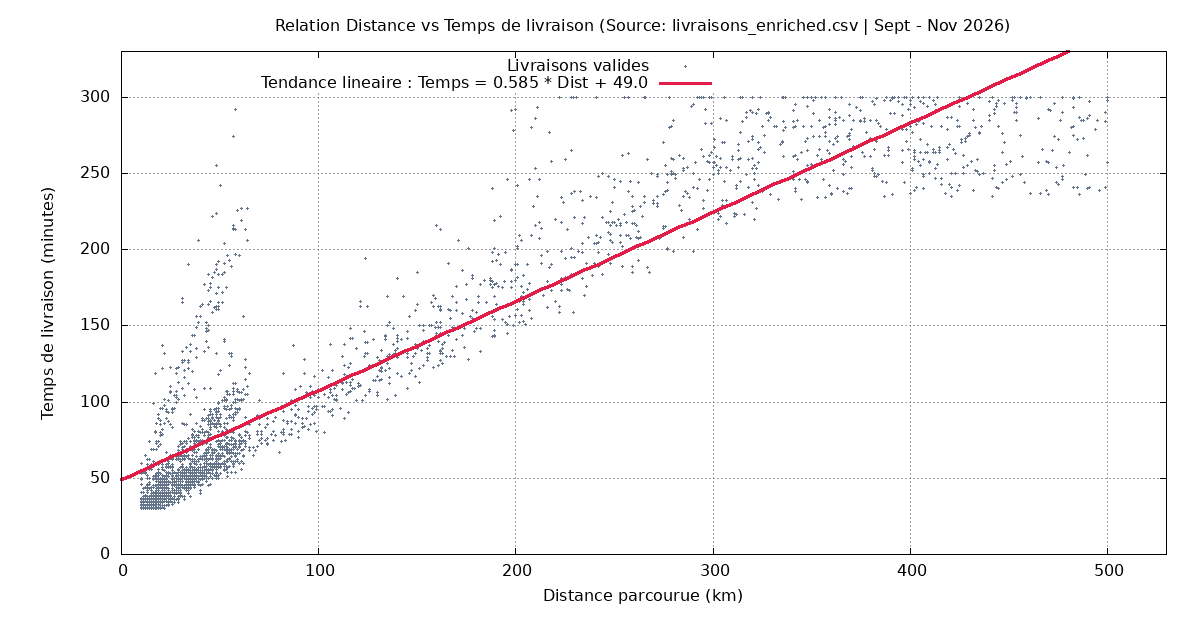 Relation Distance vs Temps de livraison (Source: livraisons_enriched.csv | Sept - Nov 2026)
Livraisons valides
Tendance lineaire : Temps = 0.585 * Dist + 49.0
Temps de livraison (minutes)
300
250
200
150
100
50
0
0 100 200 300 400 500
Distance parcourue (km)